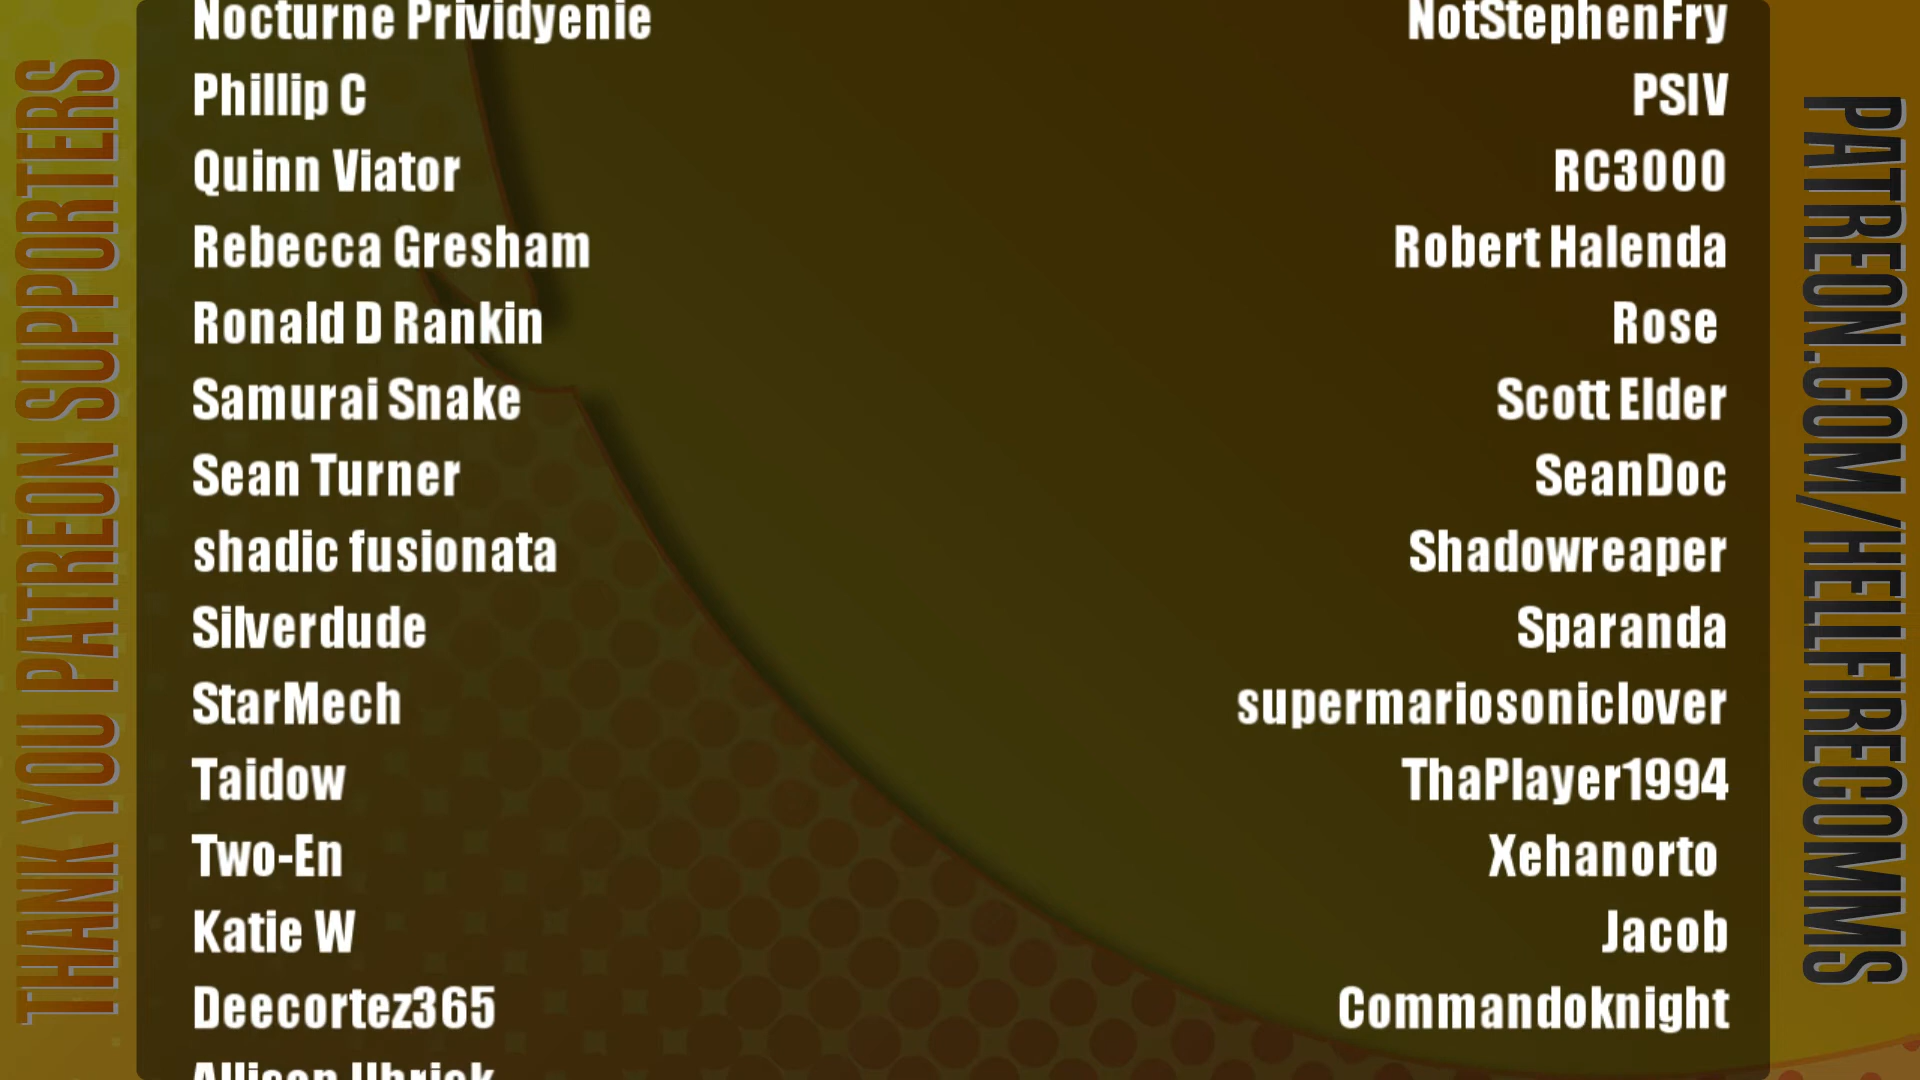 THANK YOU PATREON SUPPORTERS
Nocturne Prividyenie
Phillip C
Quinn Viator
Rebecca Gresham
Ronald D Rankin
Samurai Snake
Sean Turner
shadic fusionata
Silverdude
StarMech
Taidow
Two-En
Katie W
Deecortez365
Allison
NotStephenFry
PSIV
RC3000
Robert Halenda
Rose
Scott Elder
SeanDoc
Shadowreaper
Sparanda
supermariosoniclover
ThaPlayer1994
Xehanorto
Jacob
Commandoknight
PATREON.COM/HELLFIRECOMMS